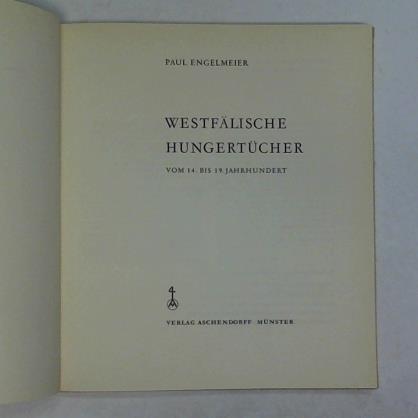 PAUL ENGELMEIER
WESTFÄLISCHE
HUNGERTÜCHER
VOM 14. BIS 19. JAHRHUNDERT
VERLAG ASCHENDORFF MÜNSTER